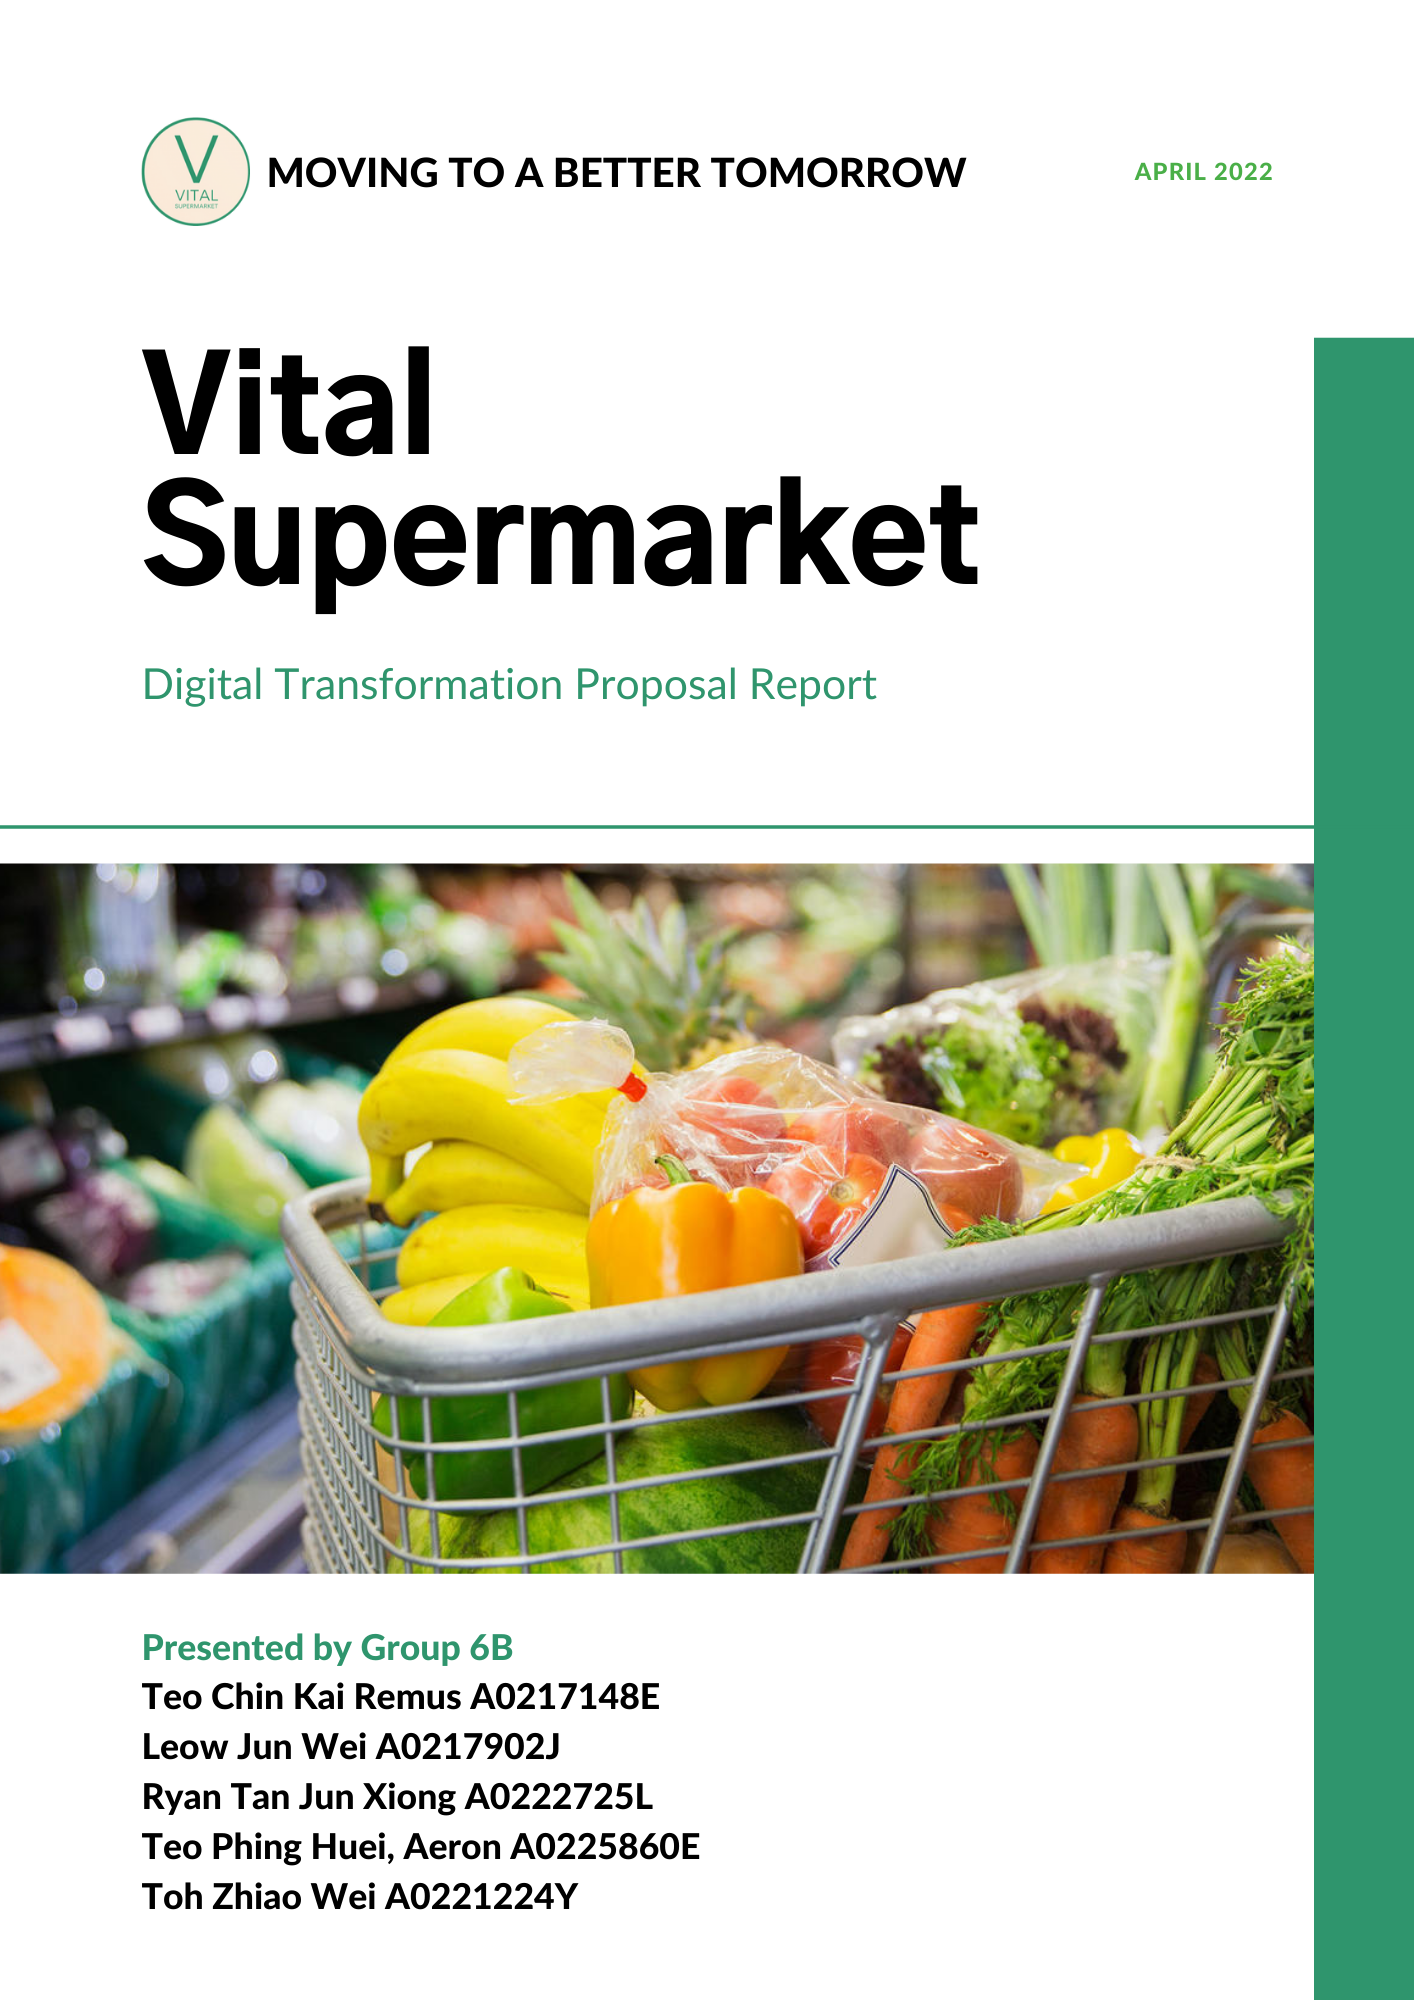 V
VITAL
SUPERMARKET
MOVING TO A BETTER TOMORROW
APRIL 2022
Vital
Supermarket
Digital Transformation Proposal Report
Presented by Group 6B
Teo Chin Kai Remus A0217148E
Leow Jun Wei A0217902J
Ryan Tan Jun Xiong A0222725L
Teo Phing Huei, Aeron A0225860E
Toh Zhiao Wei A0221224Y